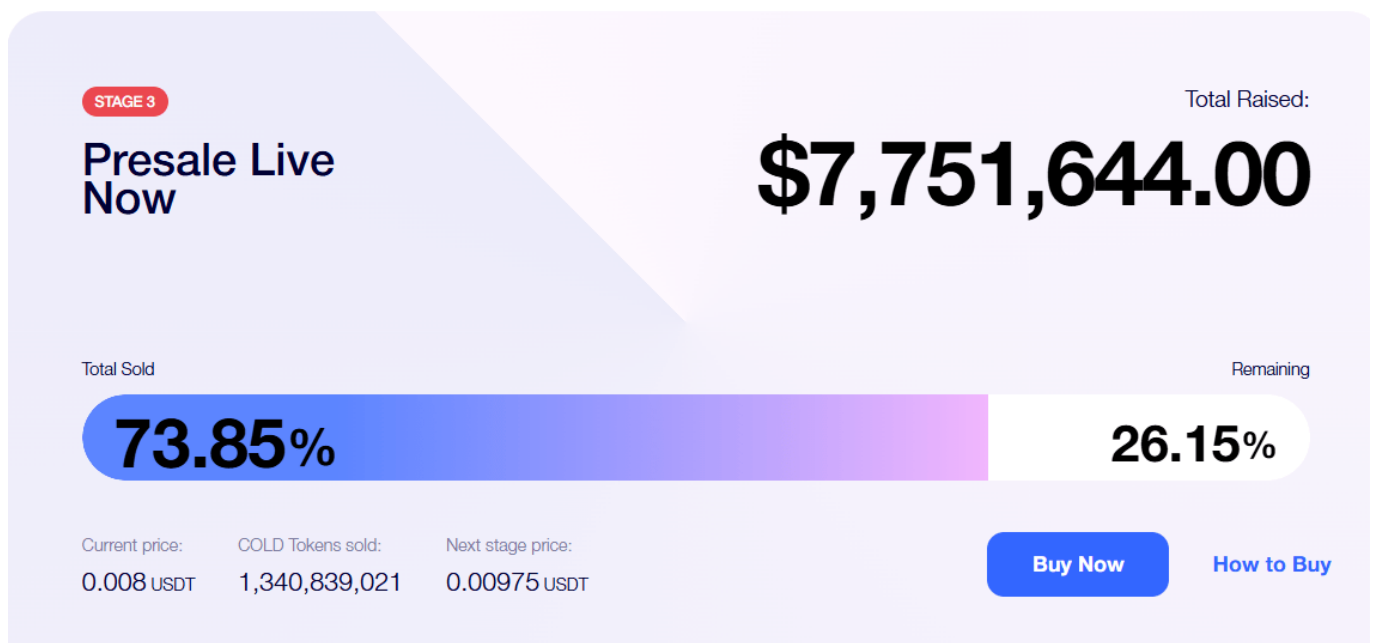 STAGE 3
Presale Live
Now
Total Raised:
$7,751,644.00
Total Sold
Remaining
73.85%
26.15%
Current price:
COLD Tokens sold:
Next stage price:
0.008 USDT
1,340,839,021
0.00975 USDT
Buy Now
How to Buy